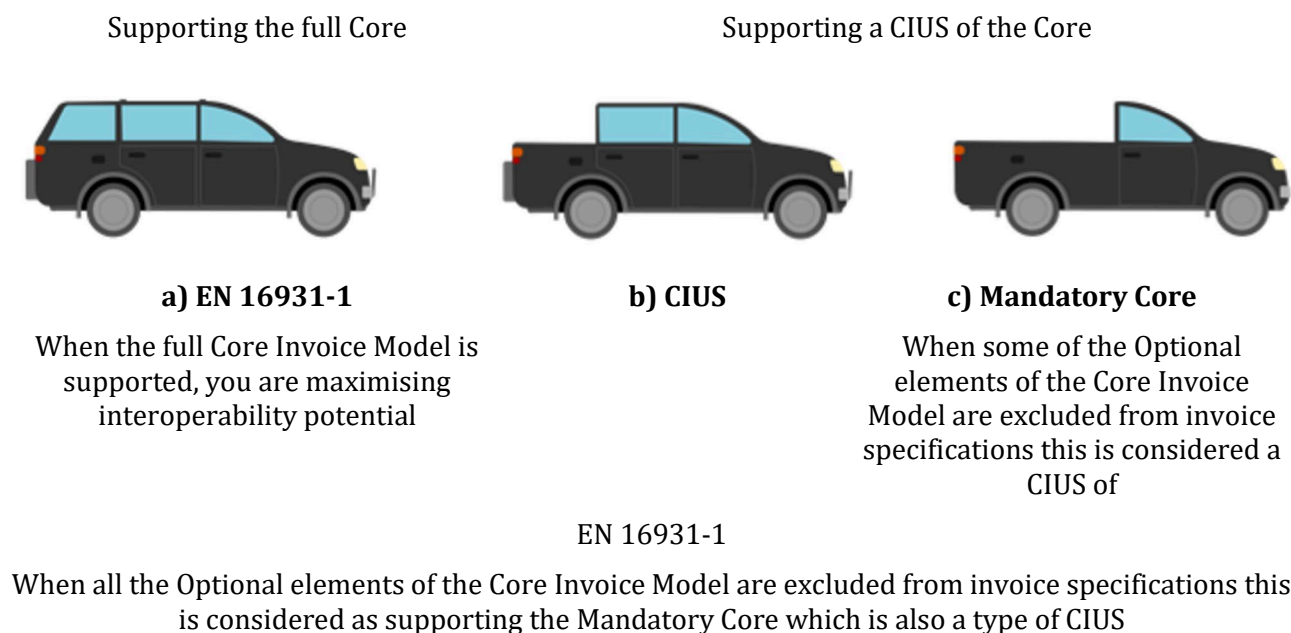 Supporting the full Core
Supporting a CIUS of the Core
a) EN 16931-1
b) CIUS
c) Mandatory Core
When the full Core Invoice Model is
supported, you are maximising
interoperability potential
When some of the Optional
elements of the Core Invoice
Model are excluded from invoice
specifications this is considered a
CIUS of
EN 16931-1
When all the Optional elements of the Core Invoice Model are excluded from invoice specifications this
is considered as supporting the Mandatory Core which is also a type of CIUS